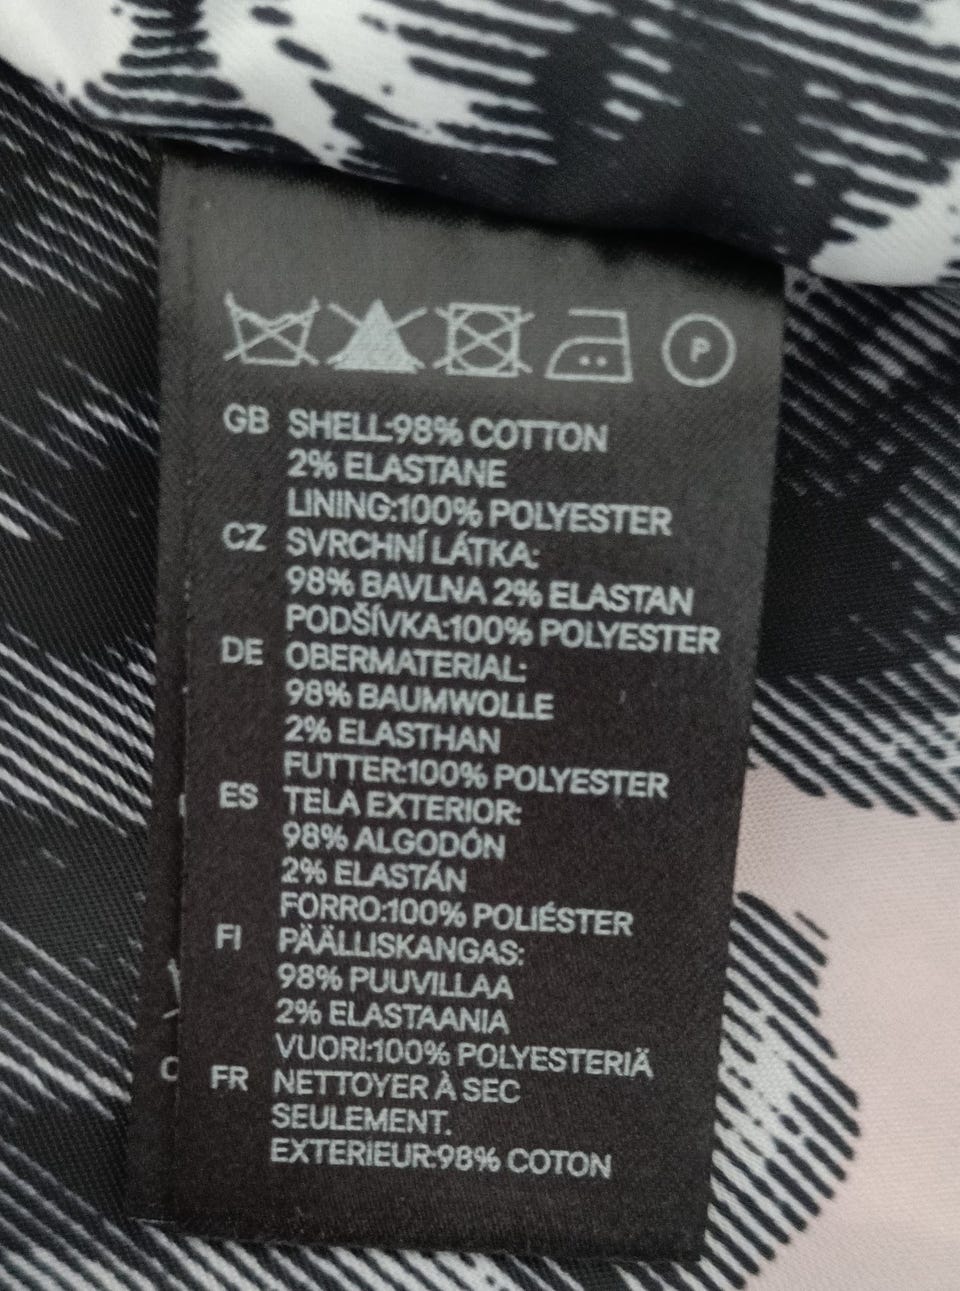 P
GB SHELL:98% COTTON
2% ELASTANE
LINING:100% POLYESTER
CZ SVRCHNÍ LÁTKA:
98% BAVLNA 2% ELASTAN
PODŠÍVKA:100% POLYESTER
DE OBERMATERIAL:
98% BAUMWOLLE
2% ELASTHAN
FUTTER:100% POLYESTER
ES TELA EXTERIOR:
98% ALGODÓN
2% ELASTÁN
FORRO:100% POLIÉSTER
FI PÄÄLLISKANGAS:
98% PUUVILLAA
2% ELASTAANIA
VUORI:100% POLYESTERIÄ
FR NETTOYER À SEC
SEULEMENT.
EXTERIEUR:98% COTON